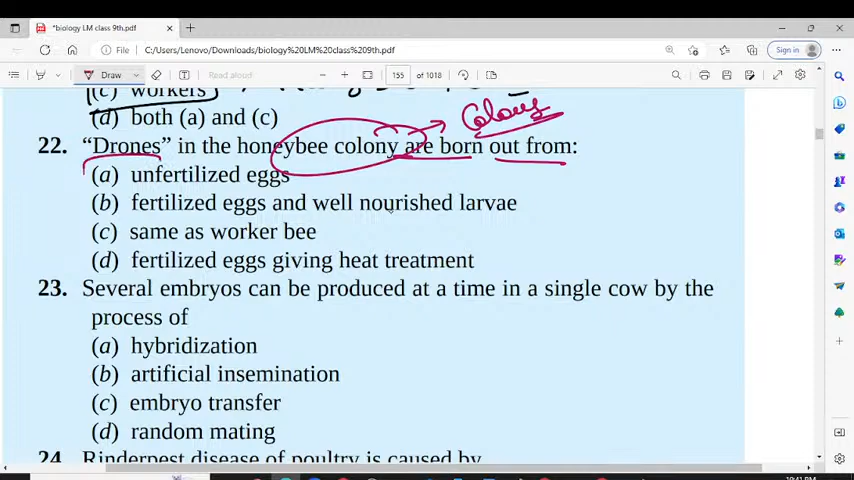 *biology LM class 9th.pdf
File
C:/Users/Lenovo/Downloads/biology%20LM%20class%209th.pdf
Sign in
Draw
Read aloud
155 of 1018
(c) workers
(d) both (a) and (c)
Colony
22. “Drones” in the honeybee colony are born out from:
(a) unfertilized eggs
(b) fertilized eggs and well nourished larvae
(c) same as worker bee
(d) fertilized eggs giving heat treatment
23. Several embryos can be produced at a time in a single cow by the
process of
(a) hybridization
(b) artificial insemination
(c) embryo transfer
(d) random mating
24. Rinderpest disease of poultry is caused by
10:41 PM